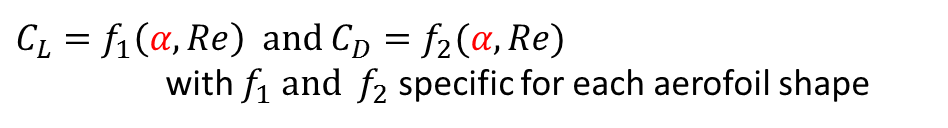 C_L = f_1(α, Re) and C_D = f_2(α, Re)
with f_1 and f_2 specific for each aerofoil shape